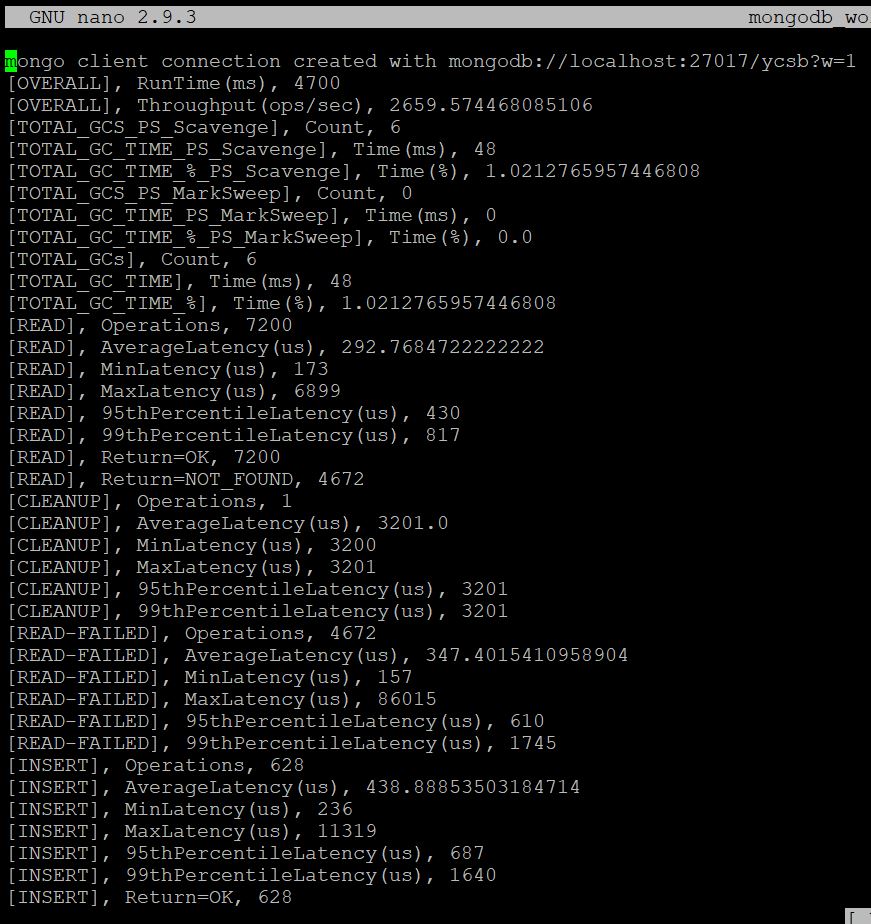 GNU nano 2.9.3 mongodb_wo
mongo client connection created with mongodb://localhost:27017/ycsb?w=1
[OVERALL], RunTime(ms), 4700
[OVERALL], Throughput(ops/sec), 2659.574468085106
[TOTAL_GCS_PS_Scavenge], Count, 6
[TOTAL_GC_TIME_PS_Scavenge], Time(ms), 48
[TOTAL_GC_TIME_%_PS_Scavenge], Time(%), 1.0212765957446808
[TOTAL_GCS_PS_MarkSweep], Count, 0
[TOTAL_GC_TIME_PS_MarkSweep], Time(ms), 0
[TOTAL_GC_TIME_%_PS_MarkSweep], Time(%), 0.0
[TOTAL_GCs], Count, 6
[TOTAL_GC_TIME], Time(ms), 48
[TOTAL_GC_TIME_%], Time(%), 1.0212765957446808
[READ], Operations, 7200
[READ], AverageLatency(us), 292.7684722222222
[READ], MinLatency(us), 173
[READ], MaxLatency(us), 6899
[READ], 95thPercentileLatency(us), 430
[READ], 99thPercentileLatency(us), 817
[READ], Return=OK, 7200
[READ], Return=NOT_FOUND, 4672
[CLEANUP], Operations, 1
[CLEANUP], AverageLatency(us), 3201.0
[CLEANUP], MinLatency(us), 3200
[CLEANUP], MaxLatency(us), 3201
[CLEANUP], 95thPercentileLatency(us), 3201
[CLEANUP], 99thPercentileLatency(us), 3201
[READ-FAILED], Operations, 4672
[READ-FAILED], AverageLatency(us), 347.4015410958904
[READ-FAILED], MinLatency(us), 157
[READ-FAILED], MaxLatency(us), 86015
[READ-FAILED], 95thPercentileLatency(us), 610
[READ-FAILED], 99thPercentileLatency(us), 1745
[INSERT], Operations, 628
[INSERT], AverageLatency(us), 438.88853503184714
[INSERT], MinLatency(us), 236
[INSERT], MaxLatency(us), 11319
[INSERT], 95thPercentileLatency(us), 687
[INSERT], 99thPercentileLatency(us), 1640
[INSERT], Return=OK, 628